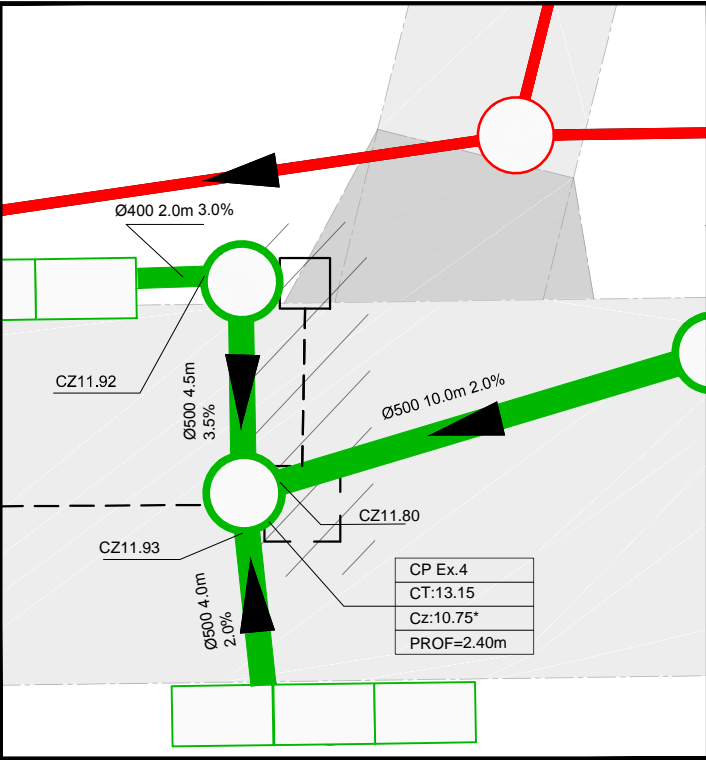 Ø400 2.0m 3.0%
CZ11.92
Ø500 4.5m
3.5%
Ø500 10.0m 2.0%
CZ11.80
CZ11.93
Ø500 4.0m
2.0%
CP Ex.4
CT:13.15
Cz:10.75*
PROF=2.40m